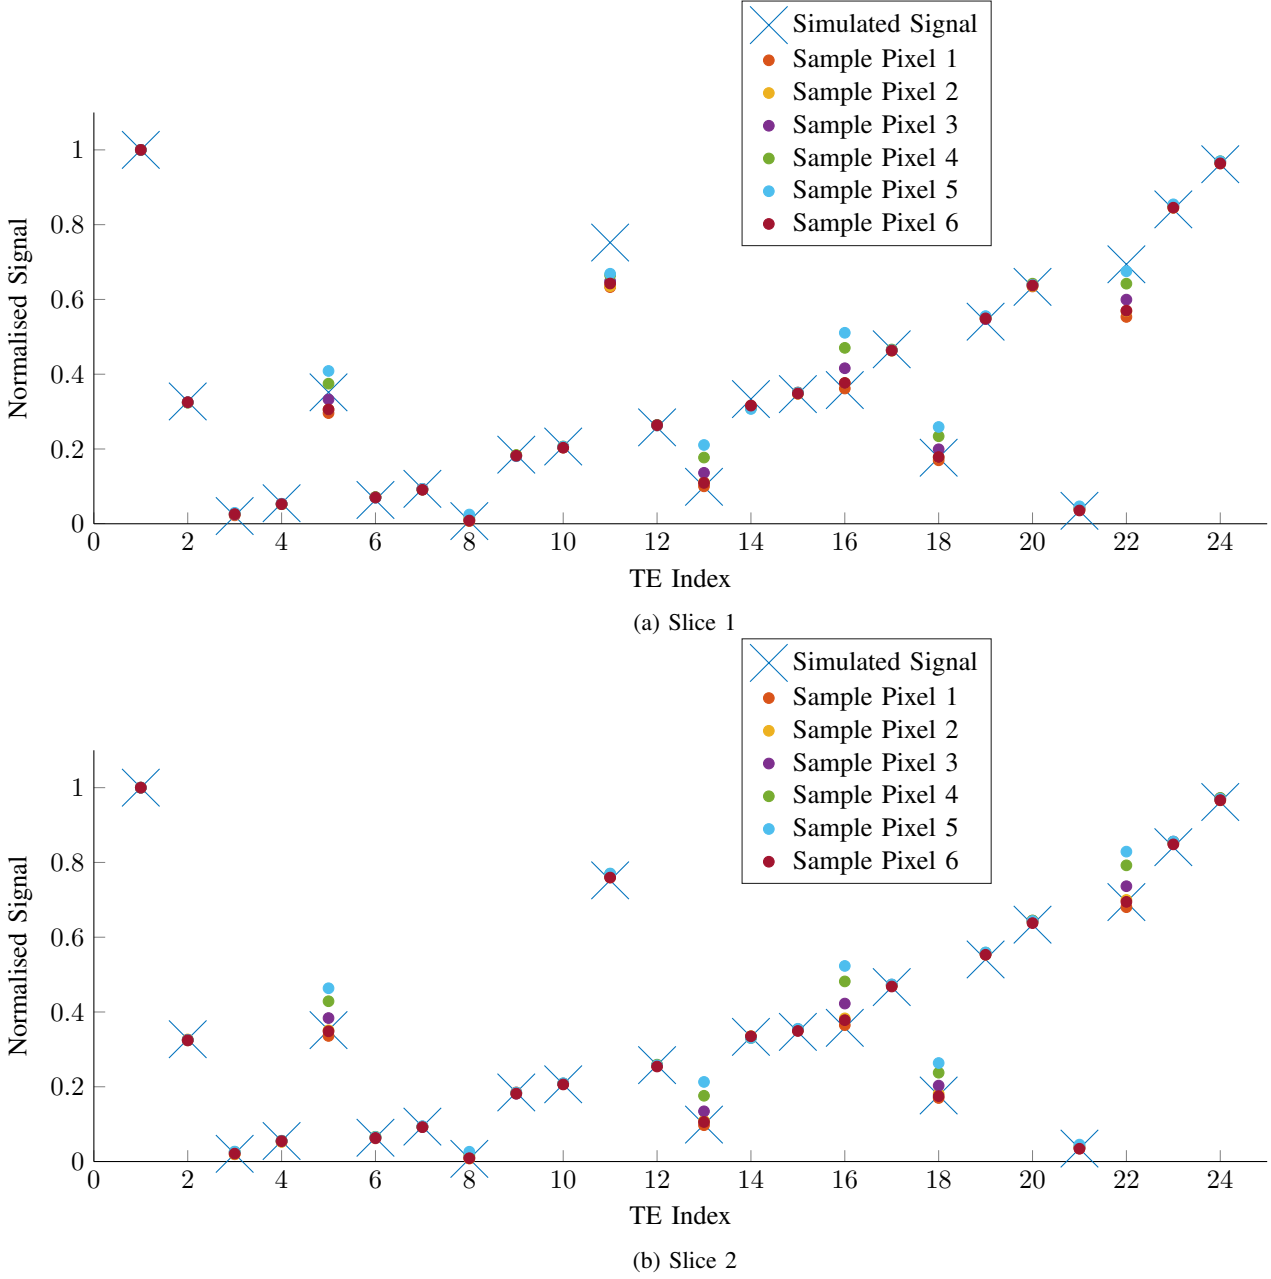 Simulated Signal
Sample Pixel 1
Sample Pixel 2
Sample Pixel 3
Sample Pixel 4
Sample Pixel 5
Sample Pixel 6
1
0.8
0.6
0.4
0.2
0
Normalised Signal
0 2 4 6 8 10 12 14 16 18 20 22 24
TE Index
(a) Slice 1
Simulated Signal
Sample Pixel 1
Sample Pixel 2
Sample Pixel 3
Sample Pixel 4
Sample Pixel 5
Sample Pixel 6
1
0.8
0.6
0.4
0.2
0
Normalised Signal
0 2 4 6 8 10 12 14 16 18 20 22 24
TE Index
(b) Slice 2